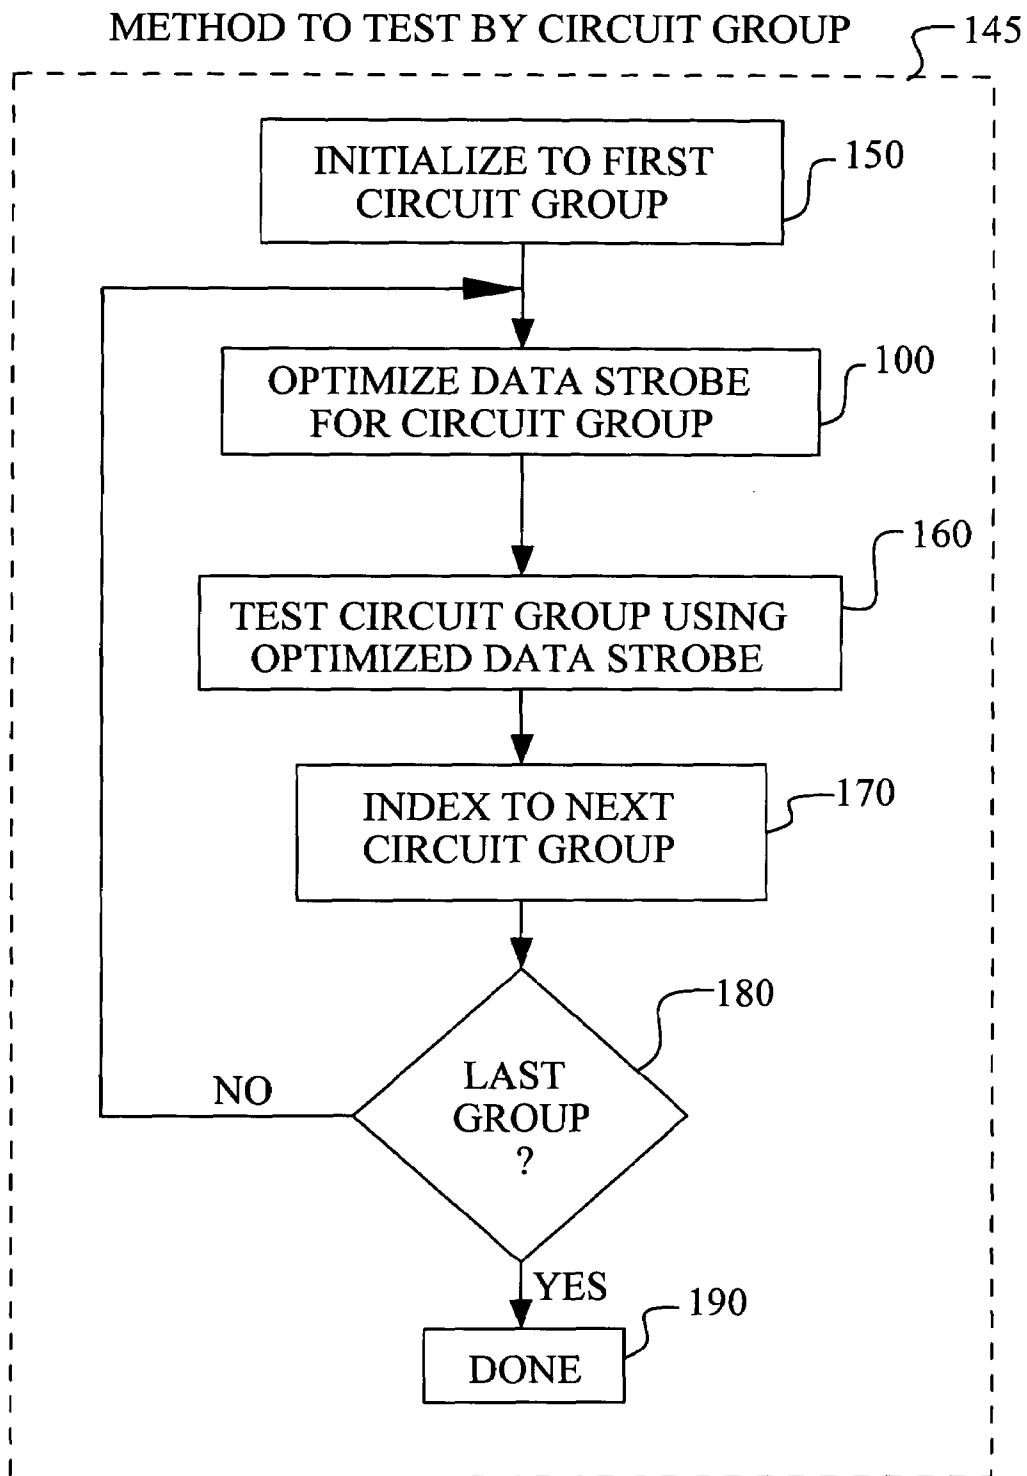 METHOD TO TEST BY CIRCUIT GROUP
145
INITIALIZE TO FIRST
CIRCUIT GROUP
150
OPTIMIZE DATA STROBE
FOR CIRCUIT GROUP
100
TEST CIRCUIT GROUP USING
OPTIMIZED DATA STROBE
160
INDEX TO NEXT
CIRCUIT GROUP
170
LAST
GROUP
?
180
NO
YES
DONE
190